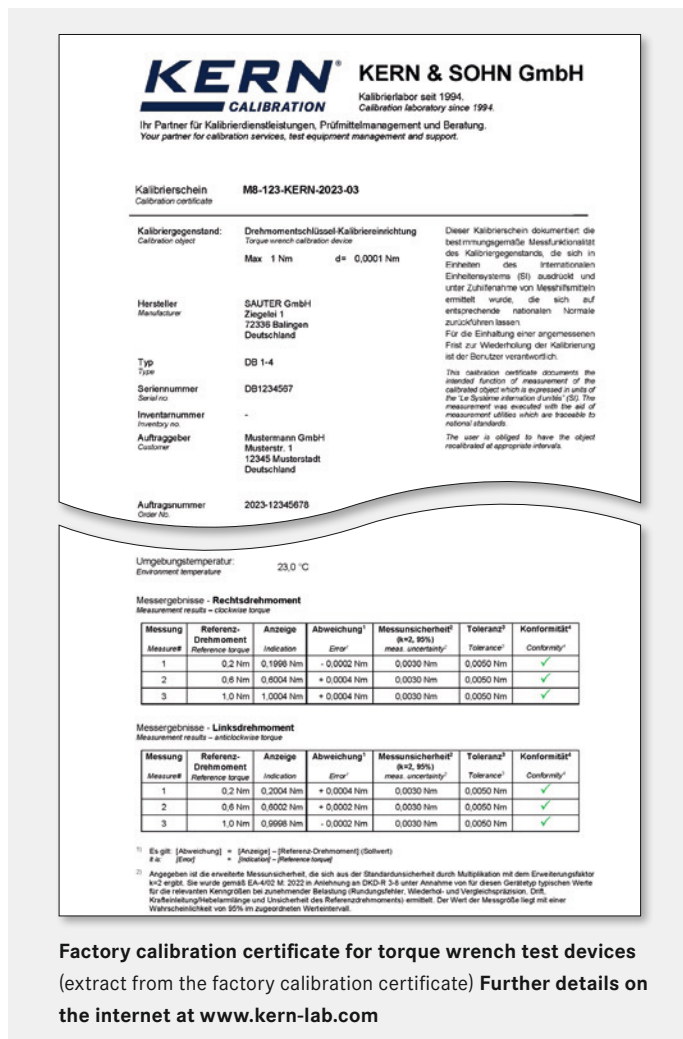 KERN®
CALIBRATION
KERN & SOHN GmbH
Kalibrierlabor seit 1994.
Calibration laboratory since 1994.
Ihr Partner für Kalibrierdienstleistungen, Prüfmittelmanagement und Beratung.
Your partner for calibration services, test equipment management and support.
Kalibrierschein M8-123-KERN-2023-03
Calibration certificate
Kalibriergegenstand: Drehmomentschlüssel-Kalibriereinrichtung
Calibration object Torque wrench calibration device
Max 1 Nm d= 0,0001 Nm
Hersteller SAUTER GmbH
Manufacturer Ziegelei 1
72336 Balingen
Deutschland
Typ DB 1-4
Type
Seriennummer DB1234567
Serial no.
Inventarnummer -
Inventory no.
Auftraggeber Mustermann GmbH
Customer Musterstr. 1
12345 Musterstadt
Deutschland
Auftragsnummer 2023-12345678
Order No.
Dieser Kalibrierschein dokumentiert die
bestimmungsgemäße Messfunktionalität
des Kalibriergegenstands, die sich in
Einheiten des Internationalen
Einheitensystems (SI) ausdrückt und
unter Zuhilfenahme von Messhilfsmitteln
ermittelt wurde, die sich auf
entsprechende nationalen Normale
zurückführen lassen.
Für die Einhaltung einer angemessenen
Frist zur Wiederholung der Kalibrierung
ist der Benutzer verantwortlich.
This calibration certificate documents the
intended function of measurement of the
calibrated object which is expressed in units of
the "Le Système internation d'unités" (SI). The
measurement was executed with the aid of
measurement utilities which are traceable to
national standards.
The user is obliged to have the object
recalibrated at appropriate intervals.
Umgebungstemperatur: 23,0 °C
Environment temperature
Messergebnisse - Rechtsdrehmoment
Measurement results – clockwise torque
Messung Referenz- Anzeige Abweichung¹ Messunsicherheit² Toleranz³ Konformität⁴
Drehmoment (k=2, 95%)
Measure# Reference torque Indication Error¹ meas. uncertainty² Tolerance³ Conformity⁴
1 0,2 Nm 0,1998 Nm - 0,0002 Nm 0,0030 Nm 0,0050 Nm ✓
2 0,6 Nm 0,6004 Nm + 0,0004 Nm 0,0030 Nm 0,0050 Nm ✓
3 1,0 Nm 1,0004 Nm + 0,0004 Nm 0,0030 Nm 0,0050 Nm ✓
Messergebnisse - Linksdrehmoment
Measurement results – anticlockwise torque
Messung Referenz- Anzeige Abweichung¹ Messunsicherheit² Toleranz³ Konformität⁴
Drehmoment (k=2, 95%)
Measure# Reference torque Indication Error¹ meas. uncertainty² Tolerance³ Conformity⁴
1 0,2 Nm 0,2004 Nm + 0,0004 Nm 0,0030 Nm 0,0050 Nm ✓
2 0,6 Nm 0,6002 Nm + 0,0002 Nm 0,0030 Nm 0,0050 Nm ✓
3 1,0 Nm 0,9998 Nm - 0,0002 Nm 0,0030 Nm 0,0050 Nm ✓
1) Es gilt: [Abweichung] = [Anzeige] – [Referenz-Drehmoment] (Sollwert)
It is: [Error] = [Indication] – [Reference torque]
2) Angegeben ist die erweiterte Messunsicherheit, die sich aus der Standardunsicherheit durch Multiplikation mit dem Erweiterungsfaktor
k=2 ergibt. Sie wurde gemäß EA-4/02 M: 2022 in Anlehnung an DKD-R 3-8 unter Annahme von für diesen Gerätetyp typischen Werte
für die relevanten Kenngrößen bei zunehmender Belastung (Rundungsfehler, Wiederhol- und Vergleichspräzision, Drift,
Krafteinleitung/Hebelarmlänge und Unsicherheit des Referenzdrehmoments) ermittelt. Der Wert der Messgröße liegt mit einer
Wahrscheinlichkeit von 95% im zugeordneten Werteintervall.
Factory calibration certificate for torque wrench test devices
(extract from the factory calibration certificate) Further details on
the internet at www.kern-lab.com